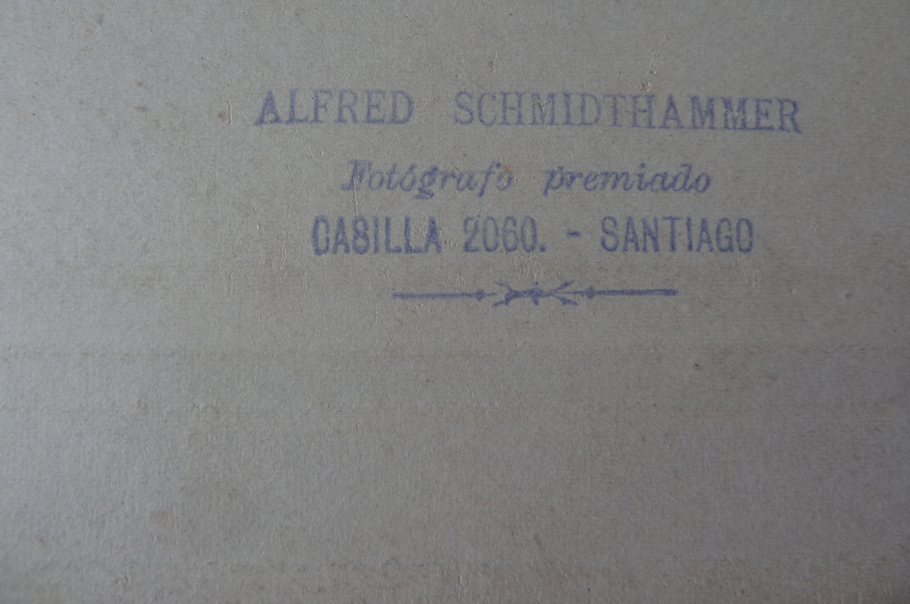 ALFRED SCHMIDTHAMMER
Fotógrafo premiado
CASILLA 2060. - SANTIAGO